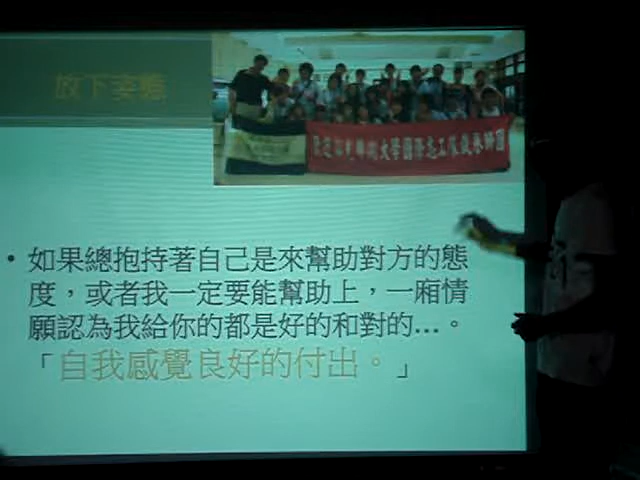 放下姿態
• 如果總抱持著自己是來幫助對方的態
度，或者我一定要能幫助上，一廂情
願認為我給你的都是好的和對的…。
「自我感覺良好的付出。」